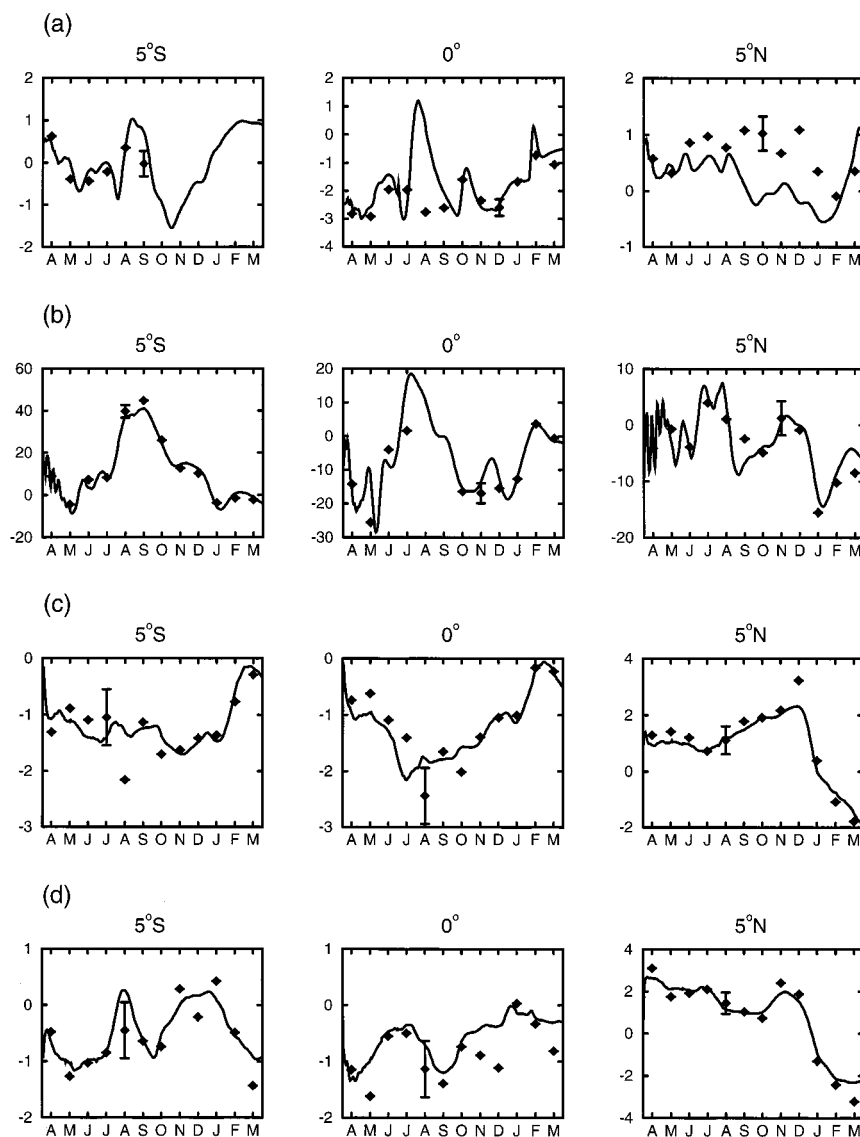 (a)
5°S 0° 5°N
2 2 2
1 1
1 0 1
0 -1
-1 -2 0
-3
-2 -4 -1
A M J J A S O N D J F M A M J J A S O N D J F M A M J J A S O N D J F M
(b)
5°S 0° 5°N
60 20 10
40 10
20 0 0
-10
0 -20 -10
-20 -30 -20
A M J J A S O N D J F M A M J J A S O N D J F M A M J J A S O N D J F M
(c)
5°S 0° 5°N
0 0 4
-1 -1 2
-2 -2 0
-3 -3 -2
A M J J A S O N D J F M A M J J A S O N D J F M A M J J A S O N D J F M
(d)
5°S 0° 5°N
1 1 4
2
0 0
0
-1 -1
-2
-2 -2 -4
A M J J A S O N D J F M A M J J A S O N D J F M A M J J A S O N D J F M